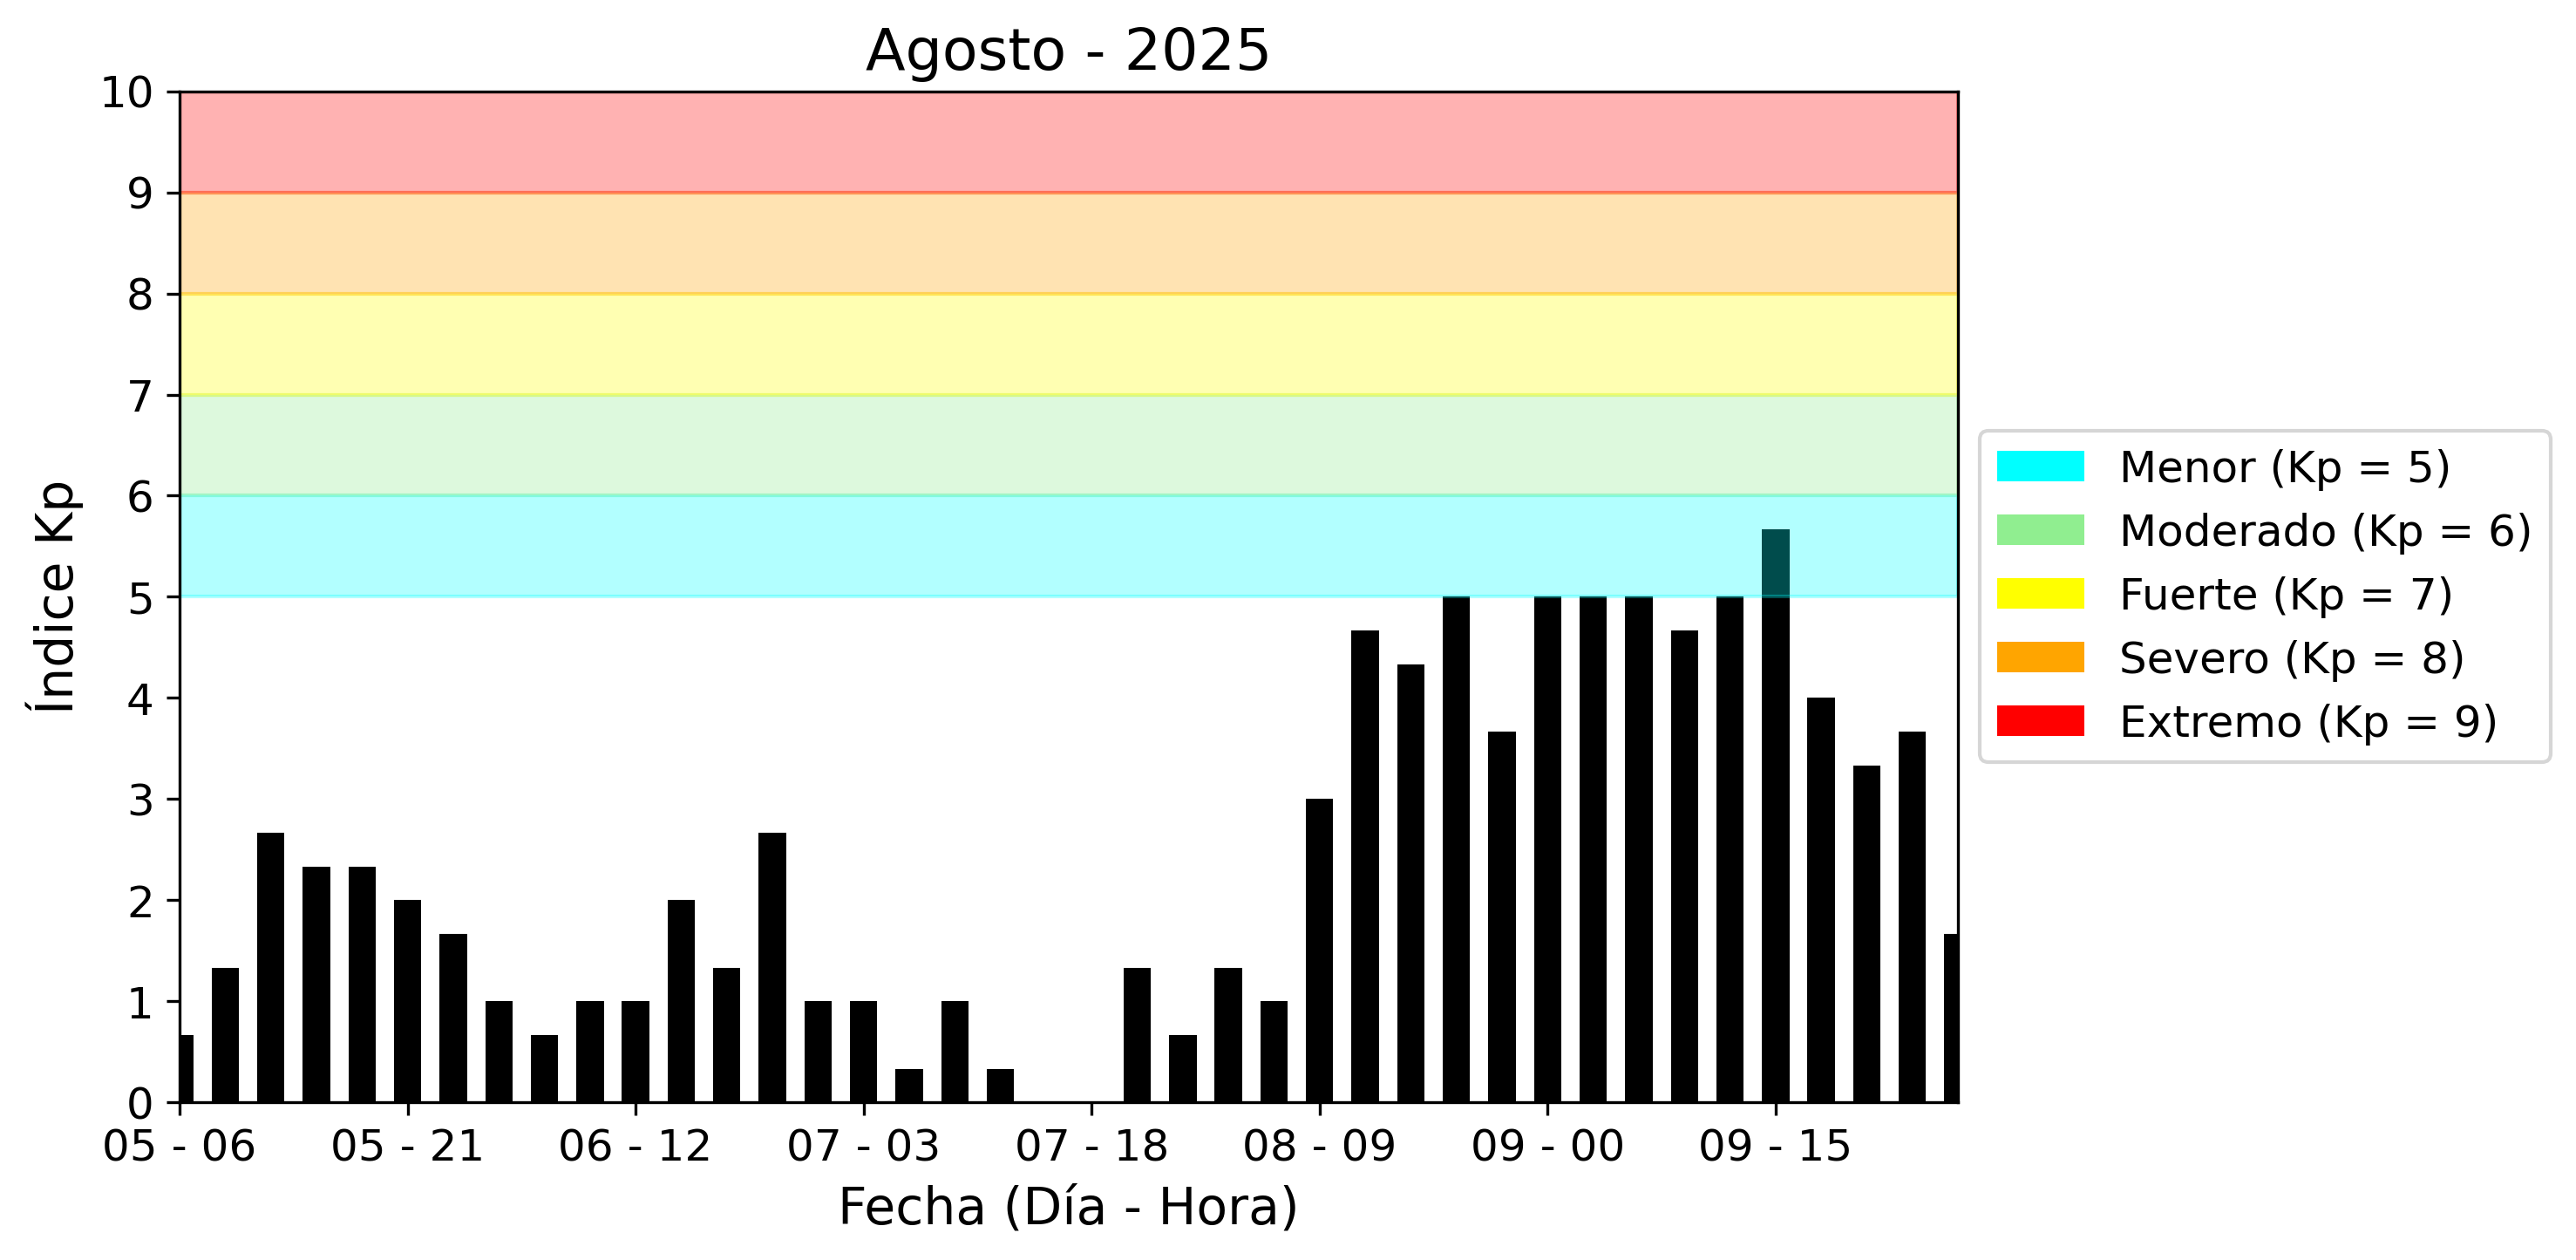 Agosto - 2025
10
9
8
7
6
5
4
3
2
1
0
Índice Kp
05 - 06
05 - 21
06 - 12
07 - 03
07 - 18
08 - 09
09 - 00
09 - 15
Fecha (Día - Hora)
Menor (Kp = 5)
Moderado (Kp = 6)
Fuerte (Kp = 7)
Severo (Kp = 8)
Extremo (Kp = 9)